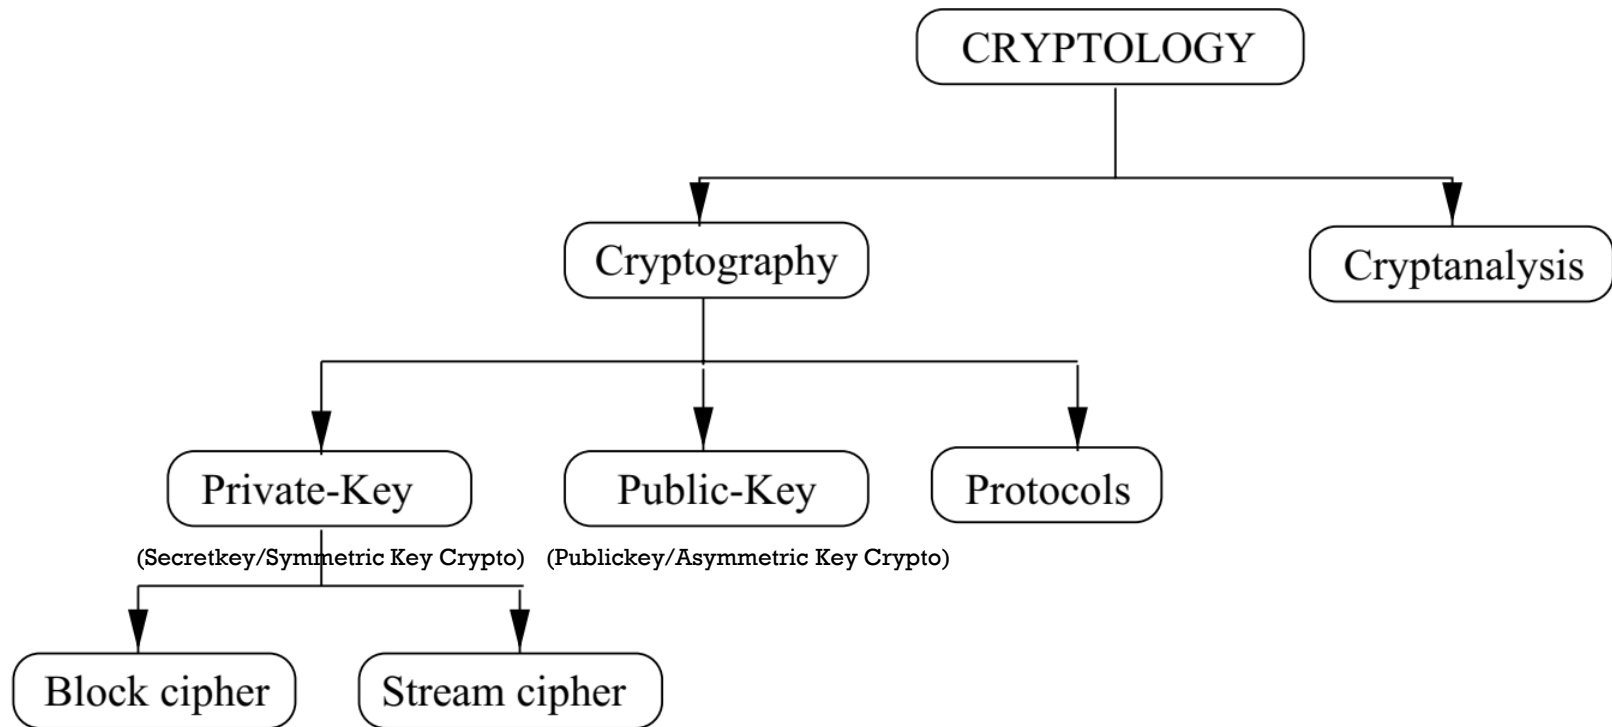 CRYPTOLOGY
Cryptography
Cryptanalysis
Private-Key
Public-Key
Protocols
(Secretkey/Symmetric Key Crypto)
(Publickey/Asymmetric Key Crypto)
Block cipher
Stream cipher